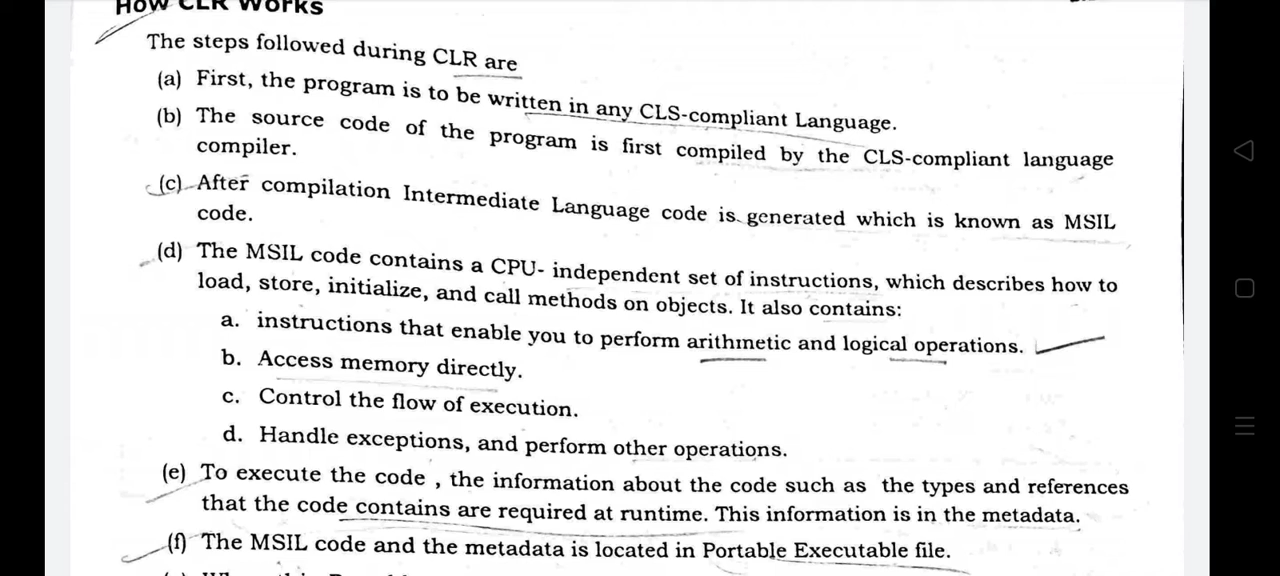 How CLR Works
The steps followed during CLR are
(a) First, the program is to be written in any CLS-compliant Language.
(b) The source code of the program is first compiled by the CLS-compliant language
compiler.
(c) After compilation Intermediate Language code is generated which is known as MSIL
code.
(d) The MSIL code contains a CPU- independent set of instructions, which describes how to
load, store, initialize, and call methods on objects. It also contains:
a. instructions that enable you to perform arithmetic and logical operations.
b. Access memory directly.
c. Control the flow of execution.
d. Handle exceptions, and perform other operations.
(e) To execute the code , the information about the code such as the types and references
that the code contains are required at runtime. This information is in the metadata.
(f) The MSIL code and the metadata is located in Portable Executable file.